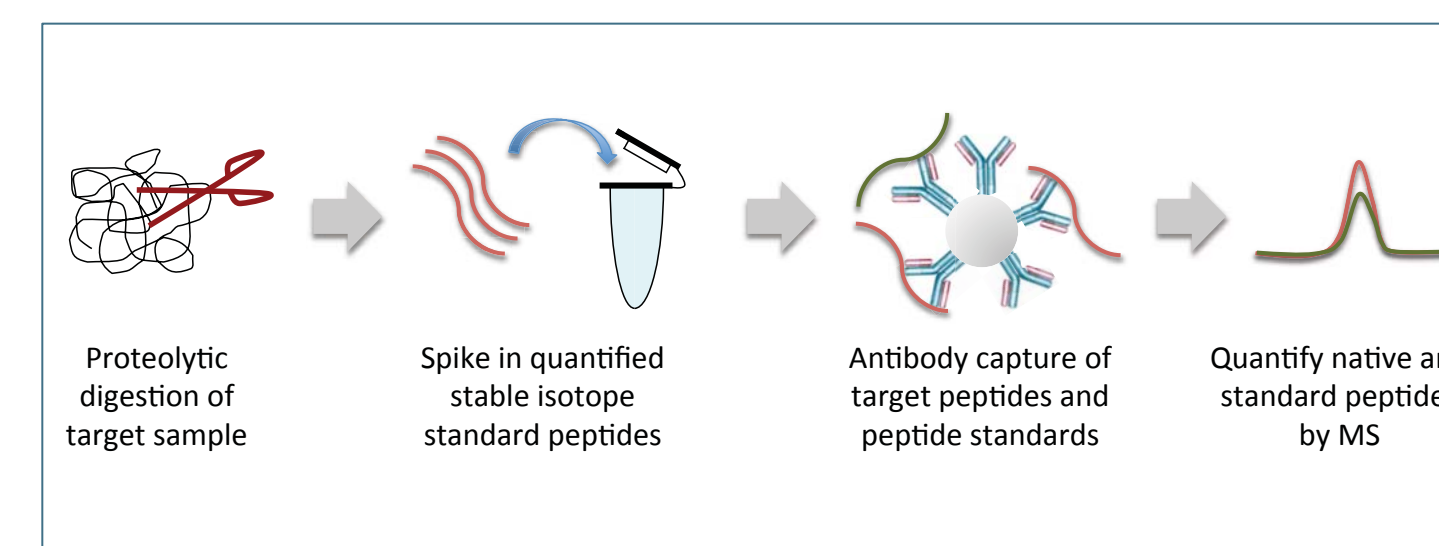 Proteolytic
digestion of
target sample
Spike in quantified
stable isotope
standard peptides
Antibody capture of
target peptides and
peptide standards
Quantify native
standard
by MS